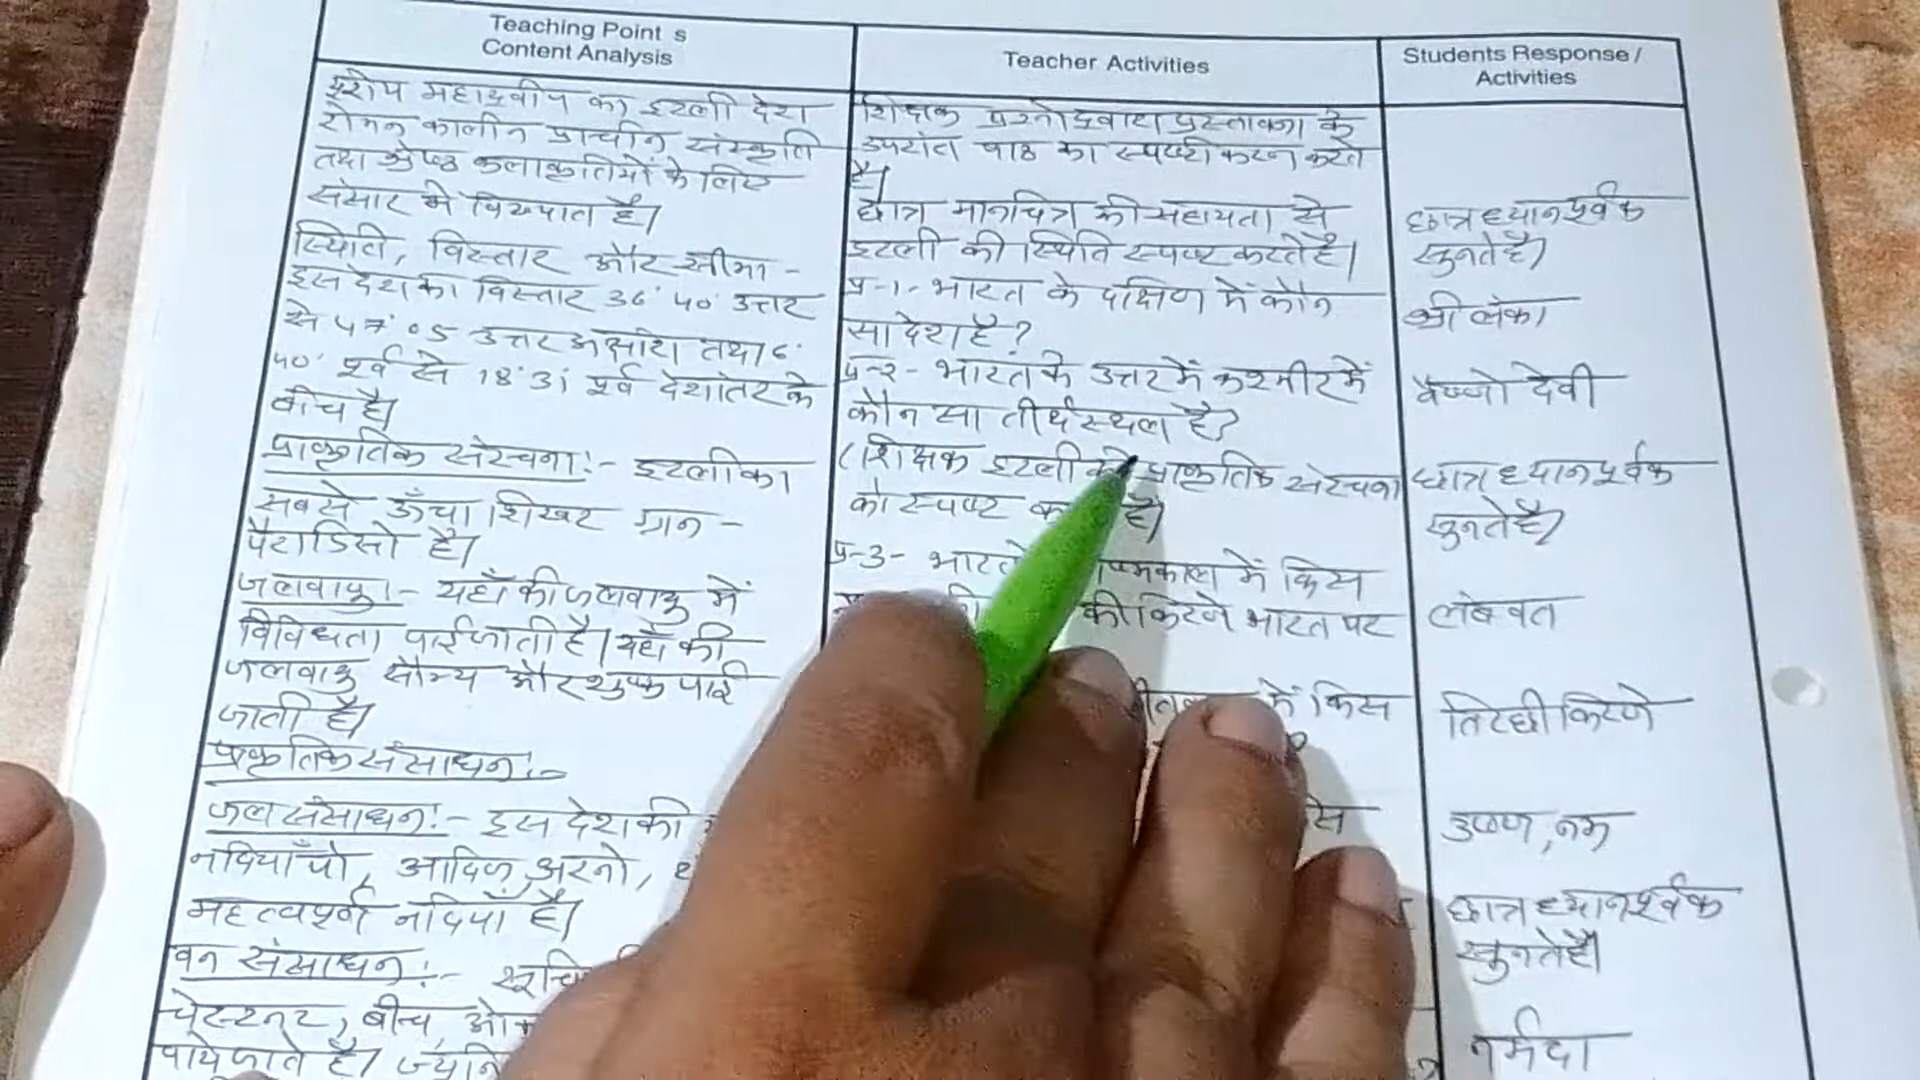 Teaching Point s
Content Analysis
Teacher Activities
Students Response /
Activities
यूरोप महाद्वीप का इटली देश
रोमन कालीन प्राचीन संस्कृति
तथा श्रेष्ठ कलाकृतियों के लिए
संसार में विख्यात है।
स्थिति, विस्तार और सीमा -
इस देश का विस्तार 36° 40' उत्तर
से 47° 05 उत्तर अक्षांश तथा 6°
40' पूर्व से 18° 31 पूर्व देशांतर के
बीच है।
प्राकृतिक संरचना:- इटली का
सबसे ऊँचा शिखर ग्रान -
पैराडिसो है।
जलवायु:- यहाँ की जलवायु में
विविधता पाई जाती है। यहाँ की
जलवायु सौम्य और शुष्क पाई
जाती है।
प्रकृतिक संसाधन:-
जल संसाधन:- इस देश की
नदियाँ पो, आदिज, अरनो,
महत्वपूर्ण नदियाँ है।
वन संसाधन:-
चेस्टनट, बीच,
पाये जाते है।
शिक्षक प्रश्नो द्वारा प्रस्तावना के
उपरांत पाठ का स्पष्टीकरण करते
है।
छात्र मानचित्र की सहायता से
इटली की स्थिति स्पष्ट करते है।
प्र-1- भारत के दक्षिण में कौन
सा देश है?
प्र-2- भारत के उत्तर में कश्मीर में
कौन सा तीर्थ स्थल है?
(शिक्षक इटली की प्राकृतिक संरचना
को स्पष्ट है)
प्र-3- में किस
की किरणे भारत पर
में किस
छात्र ध्यानपूर्वक
सुनते है।
श्री लंका
वैष्णो देवी
छात्र ध्यानपूर्वक
सुनते है।
लंबवत
तिरछी किरणे
उष्ण, नम
छात्र ध्यानपूर्वक
सुनते है।
नर्मदा